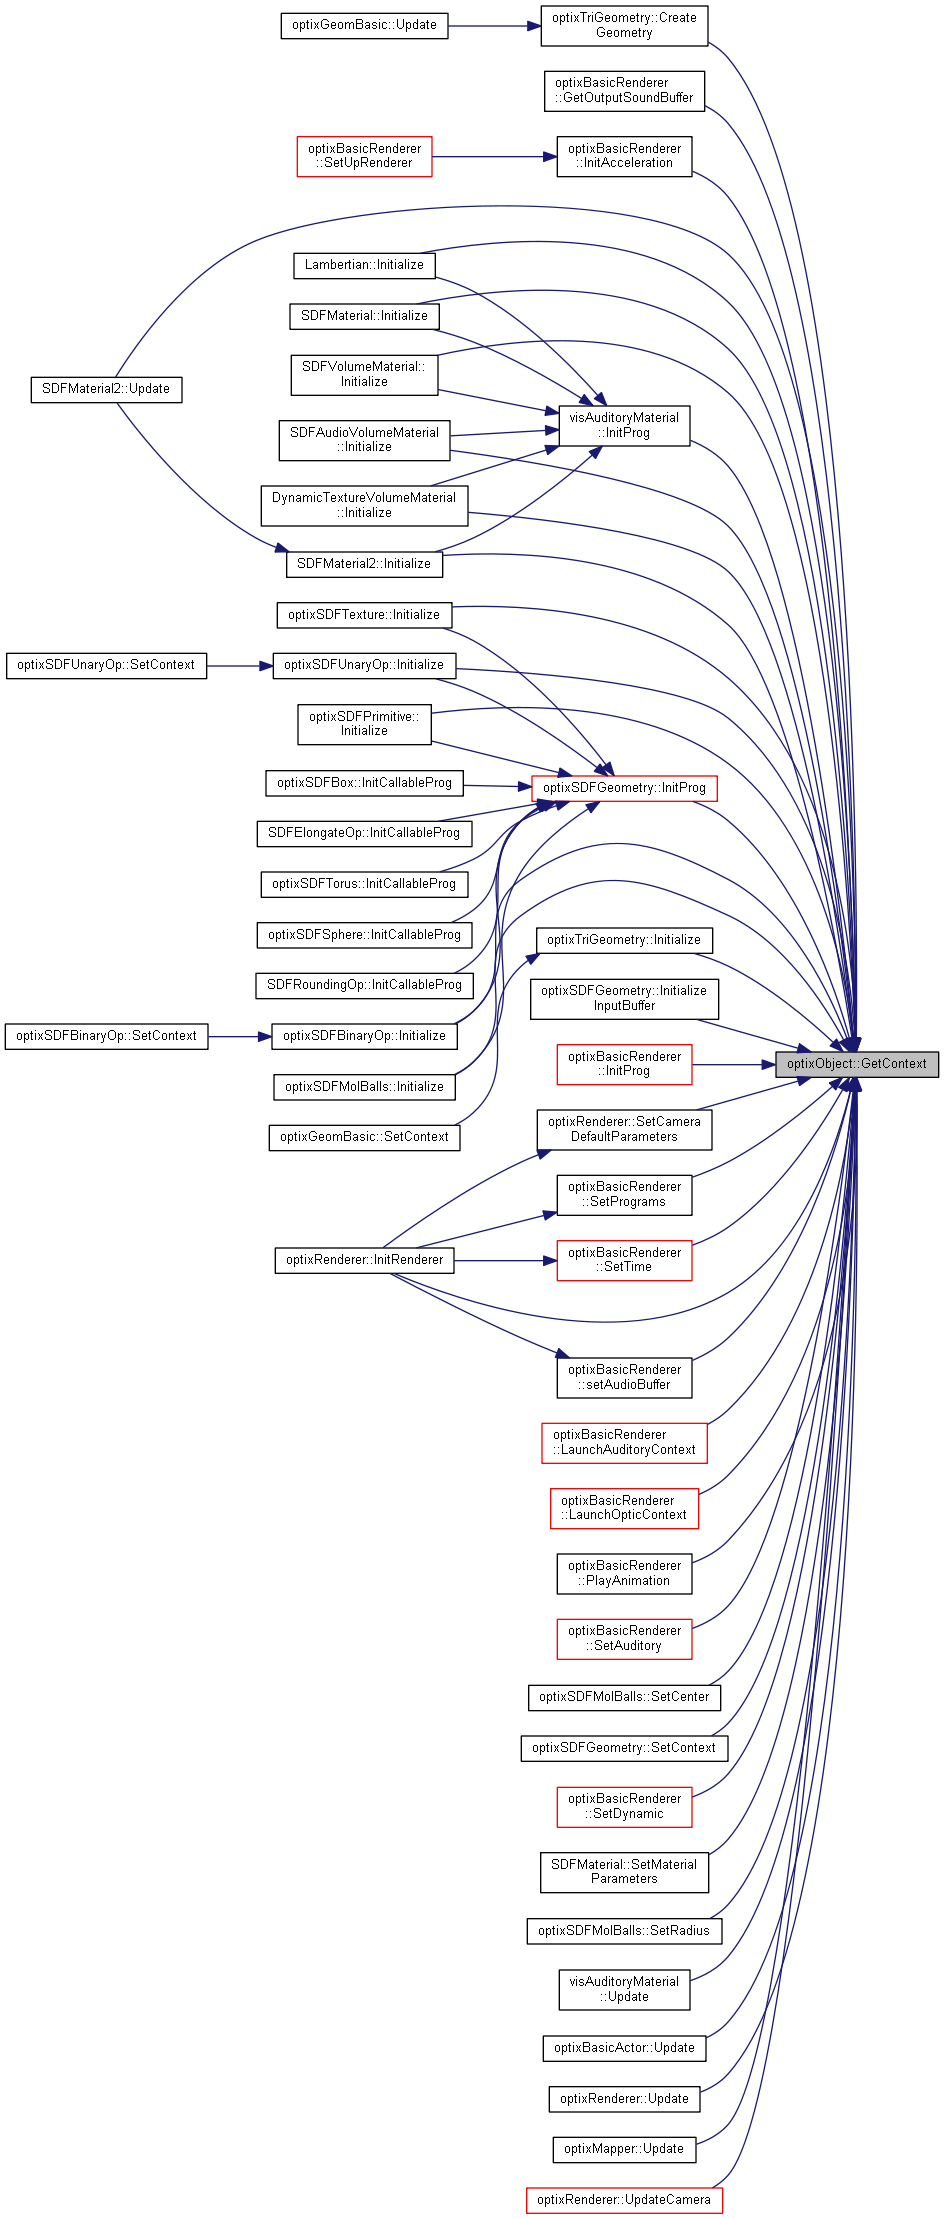 optixGeomBasic::Update
optixTriGeometry::Create
Geometry
optixBasicRenderer
::GetOutputSoundBuffer
optixBasicRenderer
::SetUpRenderer
optixBasicRenderer
::InitAcceleration
Lambertian::Initialize
SDFMaterial::Initialize
SDFVolumeMaterial::
Initialize
SDFMaterial2::Update
visAuditoryMaterial
::InitProg
SDFAudioVolumeMaterial
::Initialize
DynamicTextureVolumeMaterial
::Initialize
SDFMaterial2::Initialize
optixSDFTexture::Initialize
optixSDFUnaryOp::SetContext
optixSDFUnaryOp::Initialize
optixSDFPrimitive::
Initialize
optixSDFBox::InitCallableProg
optixSDFGeometry::InitProg
SDFElongateOp::InitCallableProg
optixSDFTorus::InitCallableProg
optixSDFSphere::InitCallableProg
optixTriGeometry::Initialize
SDFRoundingOp::InitCallableProg
optixSDFGeometry::Initialize
InputBuffer
optixSDFBinaryOp::SetContext
optixSDFBinaryOp::Initialize
optixBasicRenderer
::InitProg
optixObject::GetContext
optixSDFMolBalls::Initialize
optixGeomBasic::SetContext
optixRenderer::SetCamera
DefaultParameters
optixBasicRenderer
::SetPrograms
optixRenderer::InitRenderer
optixBasicRenderer
::SetTime
optixBasicRenderer
::setAudioBuffer
optixBasicRenderer
::LaunchAuditoryContext
optixBasicRenderer
::LaunchOpticContext
optixBasicRenderer
::PlayAnimation
optixBasicRenderer
::SetAuditory
optixSDFMolBalls::SetCenter
optixSDFGeometry::SetContext
optixBasicRenderer
::SetDynamic
SDFMaterial::SetMaterial
Parameters
optixSDFMolBalls::SetRadius
visAuditoryMaterial
::Update
optixBasicActor::Update
optixRenderer::Update
optixMapper::Update
optixRenderer::UpdateCamera